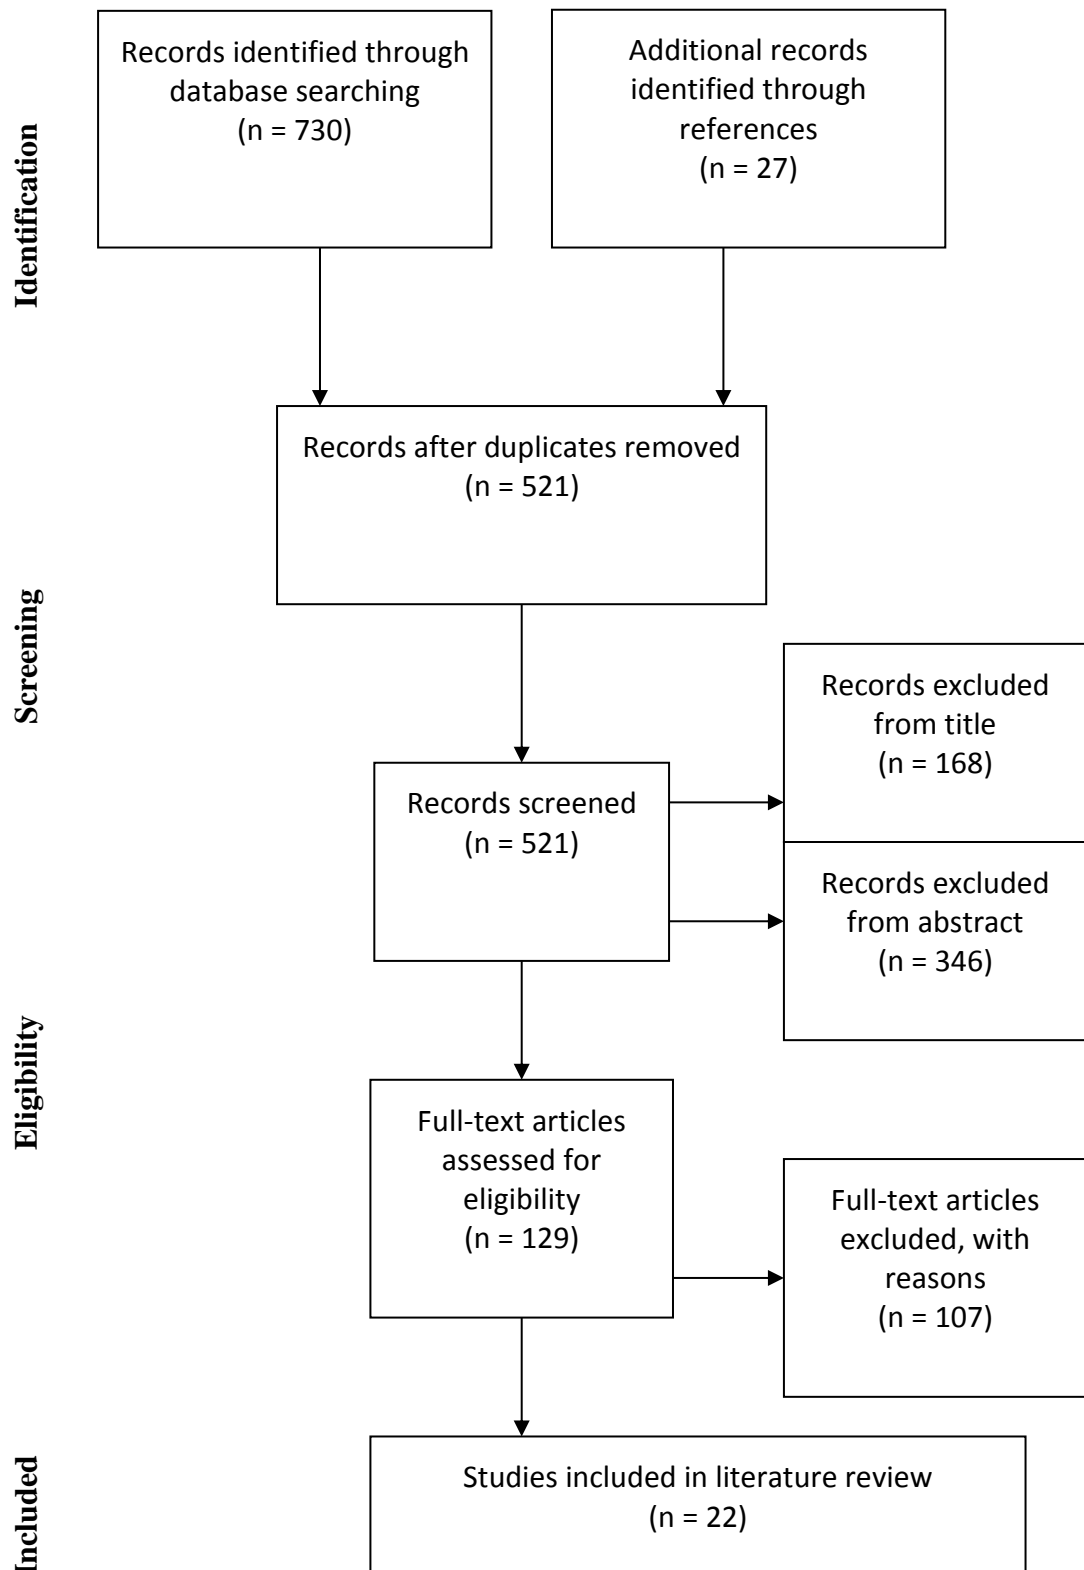 Identification
Records identified through
database searching
(n = 730)
Additional records
identified through
references
(n = 27)
Records after duplicates removed
(n = 521)
Screening
Records excluded
from title
(n = 168)
Records screened
(n = 521)
Records excluded
from abstract
(n = 346)
Eligibility
Full-text articles
assessed for
eligibility
(n = 129)
Full-text articles
excluded, with
reasons
(n = 107)
Included
Studies included in literature review
(n = 22)